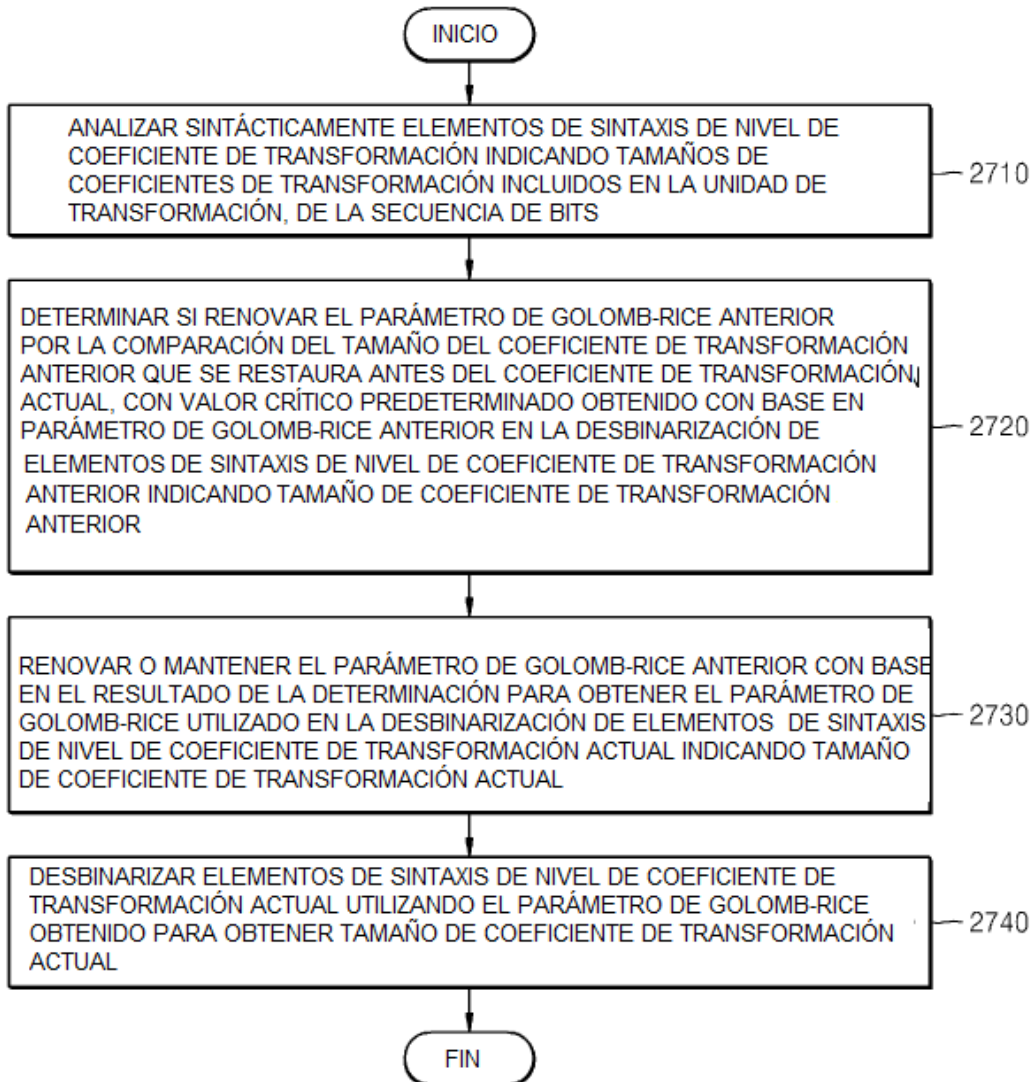 INICIO
ANALIZAR SINTÁCTICAMENTE ELEMENTOS DE SINTAXIS DE NIVEL DE
COEFICIENTE DE TRANSFORMACIÓN INDICANDO TAMAÑOS DE
COEFICIENTES DE TRANSFORMACIÓN INCLUIDOS EN LA UNIDAD DE
TRANSFORMACIÓN, DE LA SECUENCIA DE BITS
2710
DETERMINAR SI RENOVAR EL PARÁMETRO DE GOLOMB-RICE ANTERIOR
POR LA COMPARACIÓN DEL TAMAÑO DEL COEFICIENTE DE TRANSFORMACIÓN
ANTERIOR QUE SE RESTAURA ANTES DEL COEFICIENTE DE TRANSFORMACIÓN,
ACTUAL, CON VALOR CRÍTICO PREDETERMINADO OBTENIDO CON BASE EN
PARÁMETRO DE GOLOMB-RICE ANTERIOR EN LA DESBINARIZACIÓN DE
ELEMENTOS DE SINTAXIS DE NIVEL DE COEFICIENTE DE TRANSFORMACIÓN
ANTERIOR INDICANDO TAMAÑO DE COEFICIENTE DE TRANSFORMACIÓN
ANTERIOR
2720
RENOVAR O MANTENER EL PARÁMETRO DE GOLOMB-RICE ANTERIOR CON BASE
EN EL RESULTADO DE LA DETERMINACIÓN PARA OBTENER EL PARÁMETRO DE
GOLOMB-RICE UTILIZADO EN LA DESBINARIZACIÓN DE ELEMENTOS DE SINTAXIS
DE NIVEL DE COEFICIENTE DE TRANSFORMACIÓN ACTUAL INDICANDO TAMAÑO
DE COEFICIENTE DE TRANSFORMACIÓN ACTUAL
2730
DESBINARIZAR ELEMENTOS DE SINTAXIS DE NIVEL DE COEFICIENTE DE
TRANSFORMACIÓN ACTUAL UTILIZANDO EL PARÁMETRO DE GOLOMB-RICE
OBTENIDO PARA OBTENER TAMAÑO DE COEFICIENTE DE TRANSFORMACIÓN
ACTUAL
2740
FIN